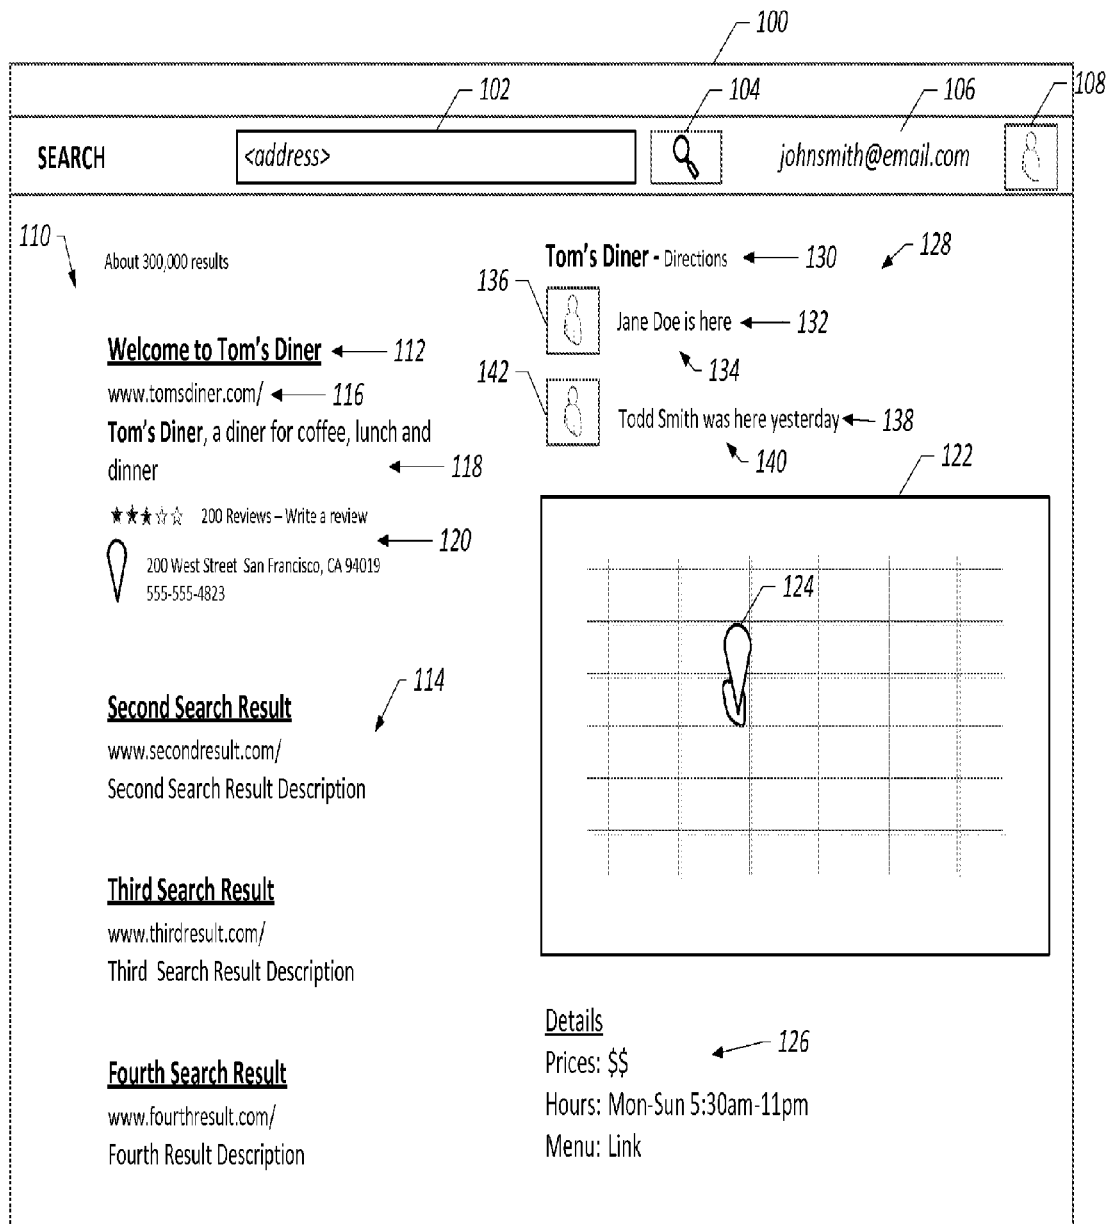 100
102
104
106
108
SEARCH
<address>
johnsmith@email.com
110
About 300,000 results
Welcome to Tom's Diner
112
www.tomsdiner.com/
116
Tom's Diner, a diner for coffee, lunch and
dinner
118
200 Reviews – Write a review
120
200 West Street San Francisco, CA 94019
555-555-4823
114
Second Search Result
www.secondresult.com/
Second Search Result Description
Third Search Result
www.thirdresult.com/
Third Search Result Description
Fourth Search Result
www.fourthresult.com/
Fourth Result Description
Tom's Diner - Directions
130
128
136
Jane Doe is here
132
134
142
Todd Smith was here yesterday
138
140
122
124
Details
Prices: $$
126
Hours: Mon-Sun 5:30am-11pm
Menu: Link